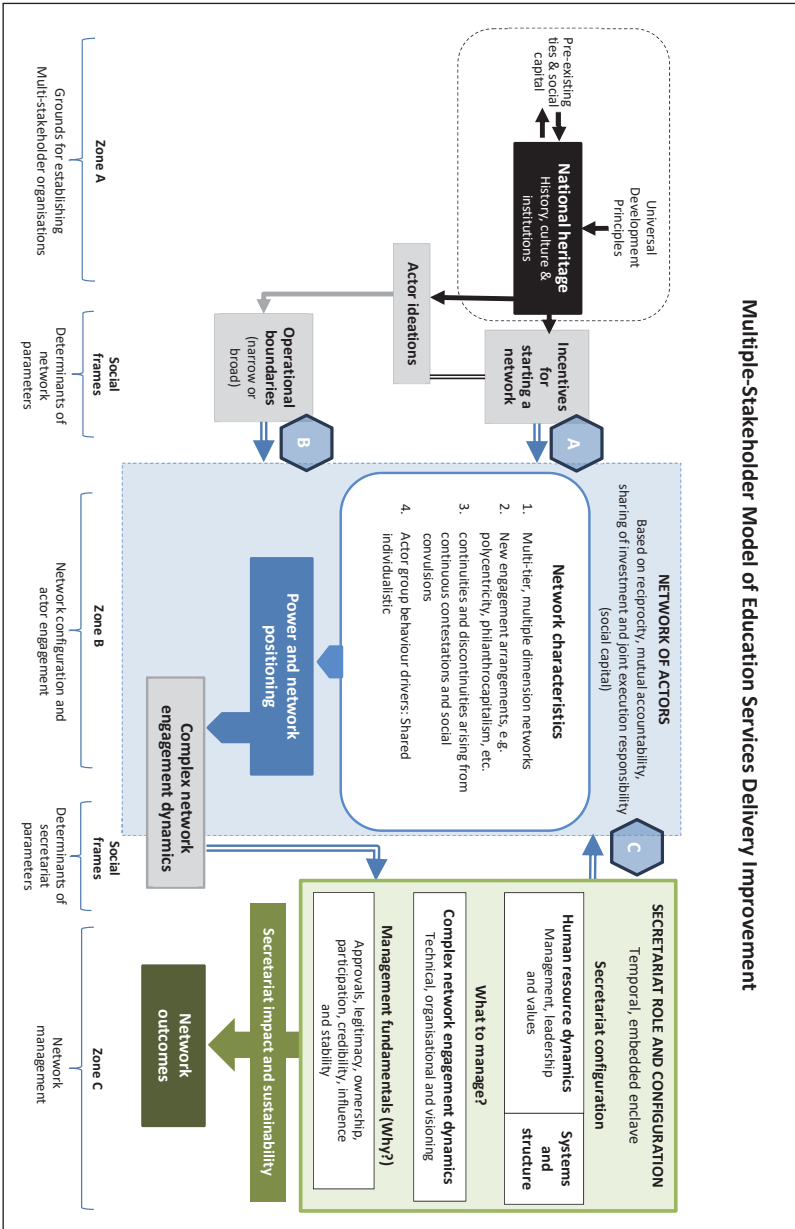 Multiple-Stakeholder Model of Education Services Delivery Improvement
Universal
Development
Principles
Pre-existing
ties & social
capital
National heritage
History, culture &
institutions
Incentives
for
starting a
network
Actor ideations
Operational
boundaries
(narrow or
broad)
A
B
NETWORK OF ACTORS
Based on reciprocity, mutual accountability,
sharing of investment and joint execution responsibility
(social capital)
Network characteristics
1. Multi-tier, multiple dimension networks
2. New engagement arrangements, e.g.
polycentricity, philanthrocapitalism, etc.
3. continuities and discontinuities arising from
continuous contestations and social
convulsions
4. Actor group behaviour drivers: Shared
individualistic
Power and network
positioning
Complex network
engagement dynamics
C
SECRETARIAT ROLE AND CONFIGURATION
Temporal, embedded enclave
Secretariat configuration
Human resource dynamics
Management, leadership
and values
Systems
and
structure
What to manage?
Complex network engagement dynamics
Technical, organisational and visioning
Management fundamentals (Why?)
Approvals, legitimacy, ownership,
participation, credibility, influence
and stability
Secretariat impact and sustainability
Network
outcomes
Zone A
Grounds for establishing
Multi-stakeholder organisations
Social
frames
Determinants of
network
parameters
Zone B
Network configuration and
actor engagement
Social
frames
Determinants of
secretariat
parameters
Zone C
Network
management